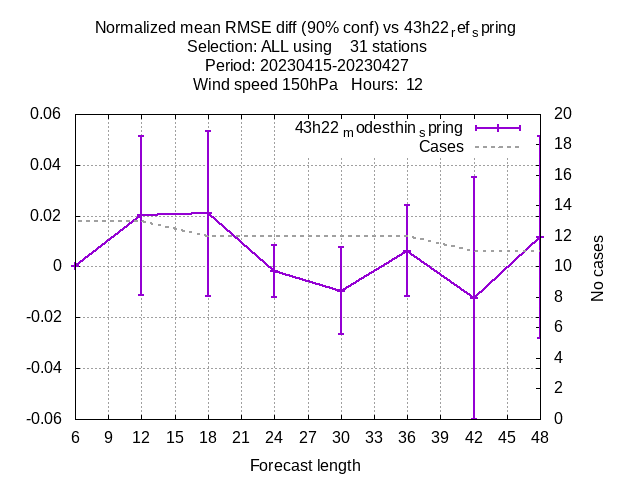 Normalized mean RMSE diff (90% conf) vs 43h22refspring
Selection: ALL using 31 stations
Period: 20230415-20230427
Wind speed 150hPa Hours: 12
0.06 20
43h22modesthinspring
18
Cases
0.04 16
14
0.02
12
0 10
8
-0.02
6
-0.04 4
2
-0.06 0
No cases
6 9 12 15 18 21 24 27 30 33 36 39 42 45 48
Forecast length